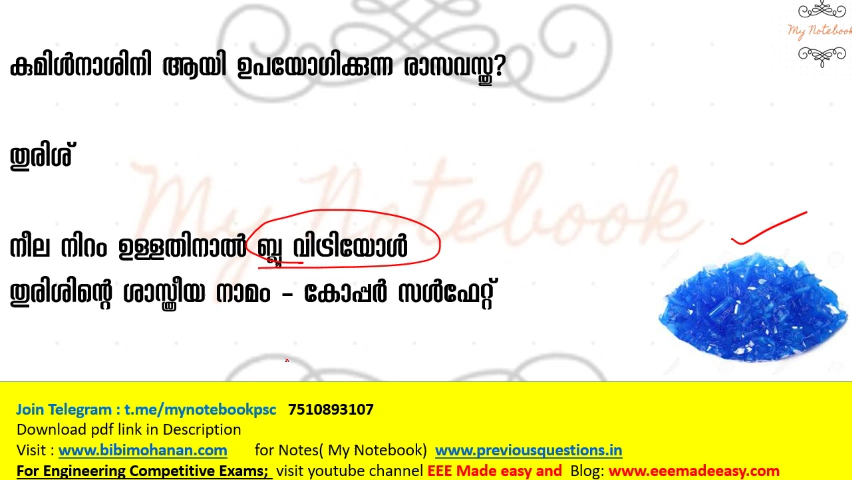 My Notebook
കുമിൾനാശിനി ആയി ഉപയോഗിക്കുന്ന രാസവസ്തു?
തുരിശ്
My Notebook
നീല നിറം ഉള്ളതിനാൽ ബ്ലൂ വിട്രിയോൾ
തുരിശിന്റെ ശാസ്ത്രീയ നാമം – കോപ്പർ സൾഫേറ്റ്
Join Telegram : t.me/mynotebookpsc 7510893107
Download pdf link in Description
Visit : www.bibimohanan.com for Notes( My Notebook) www.previousquestions.in
For Engineering Competitive Exams; visit youtube channel EEE Made easy and Blog: www.eeemadeeasy.com